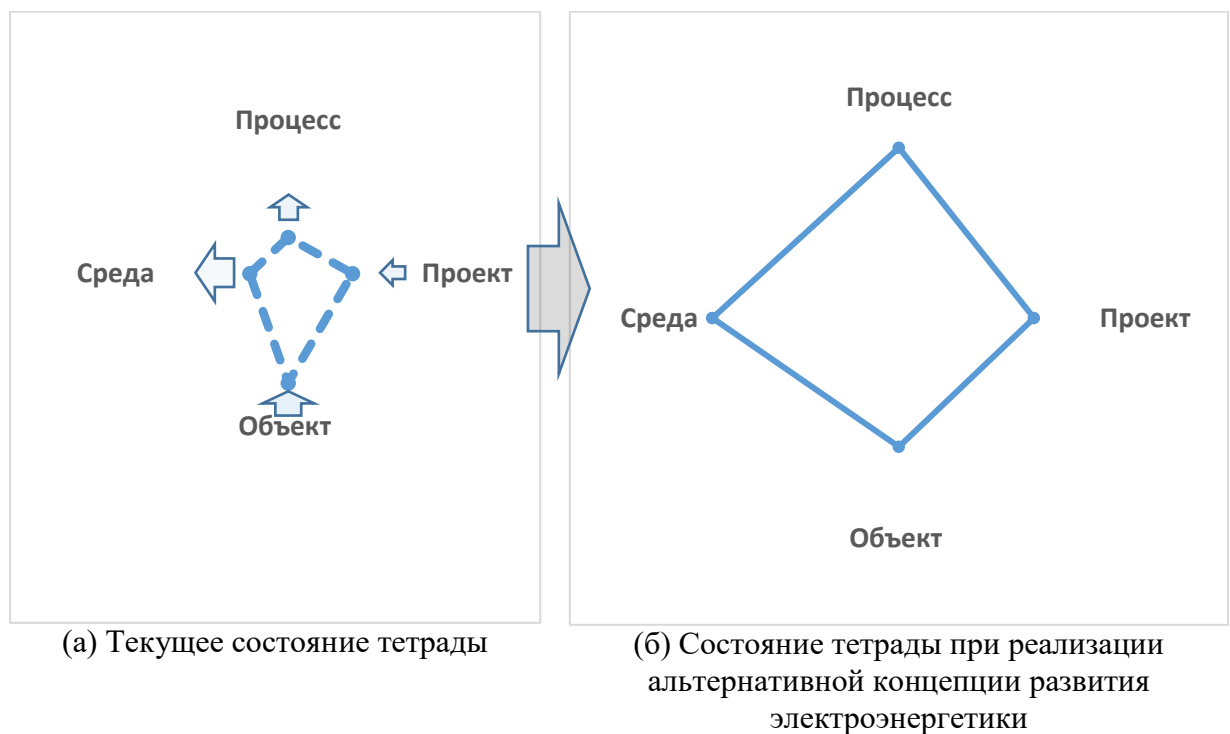 Процесс
Среда
Проект
Объект
(а) Текущее состояние тетрады
Процесс
Среда
Проект
Объект
(б) Состояние тетрады при реализации
альтернативной концепции развития
электроэнергетики